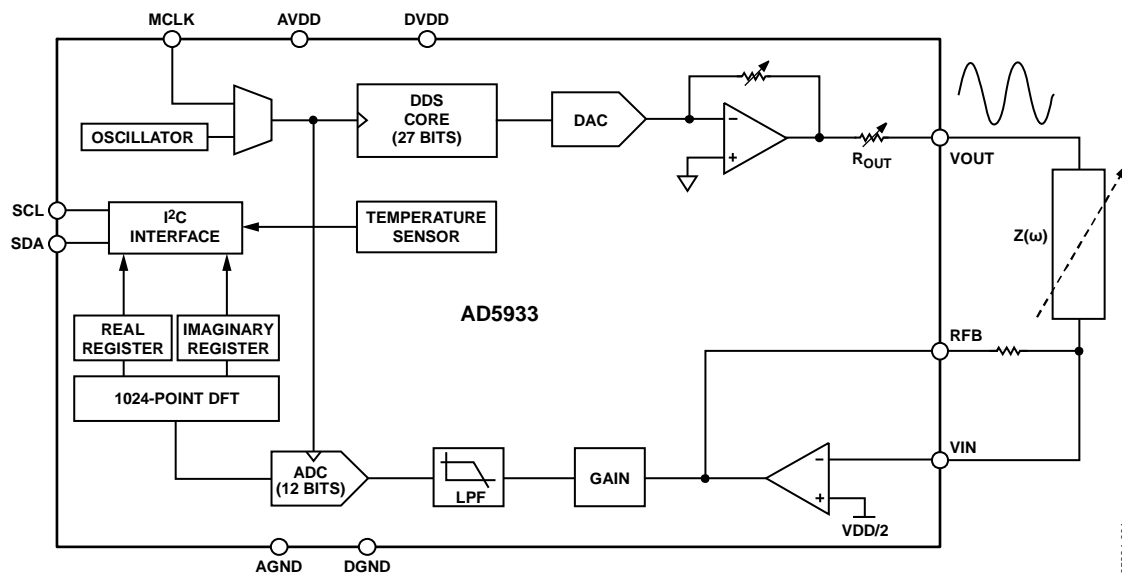 MCLK
AVDD
DVDD
OSCILLATOR
DDS
CORE
(27 BITS)
DAC
−
+
ROUT
VOUT
SCL
SDA
I²C
INTERFACE
TEMPERATURE
SENSOR
Z(ω)
AD5933
REAL
REGISTER
IMAGINARY
REGISTER
1024-POINT DFT
RFB
VIN
ADC
(12 BITS)
LPF
GAIN
−
+
VDD/2
AGND
DGND